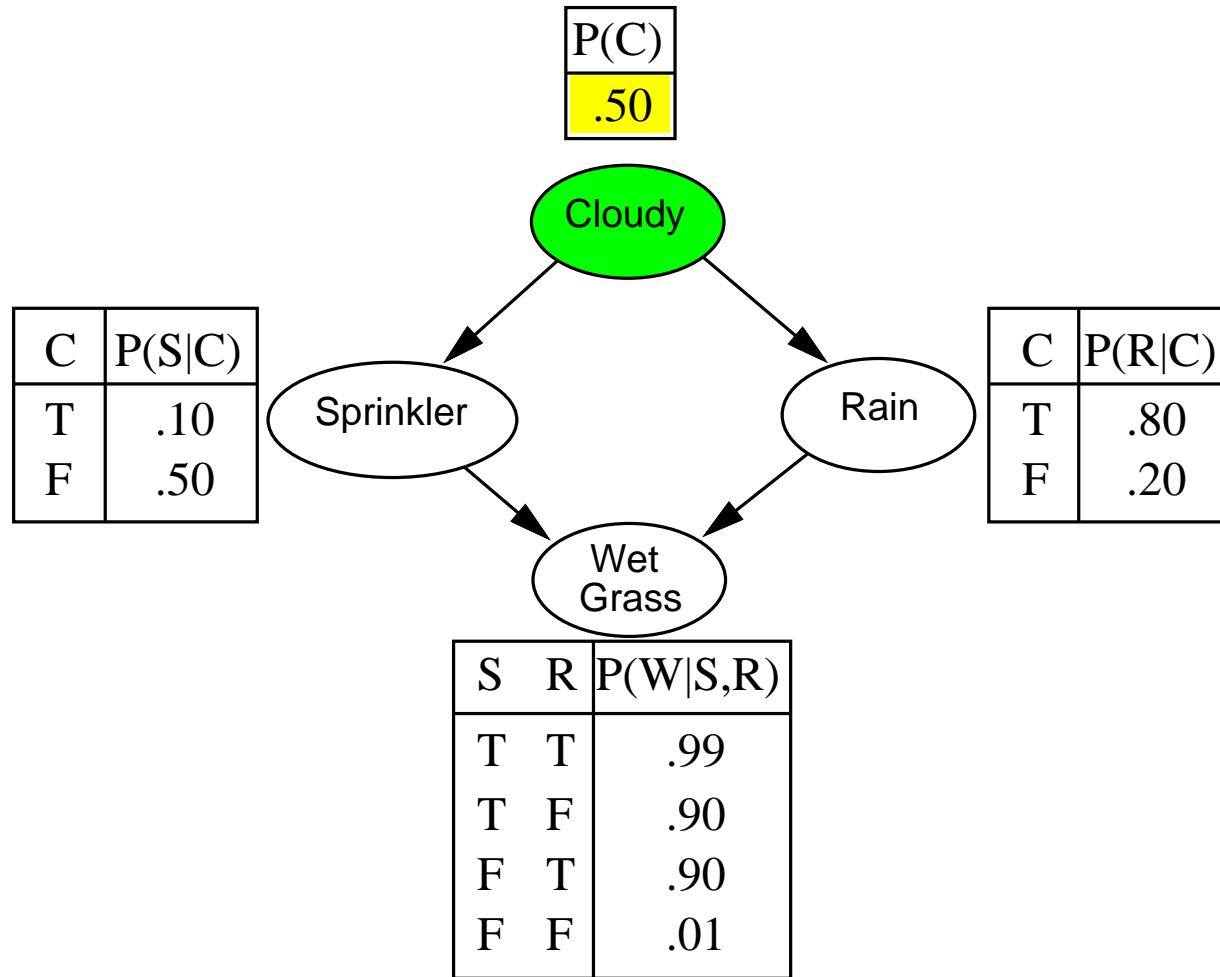 P(C)
.50
Cloudy
C P(S|C)
T .10
F .50
Sprinkler
Rain
C P(R|C)
T .80
F .20
Wet
Grass
S R P(W|S,R)
T T .99
T F .90
F T .90
F F .01